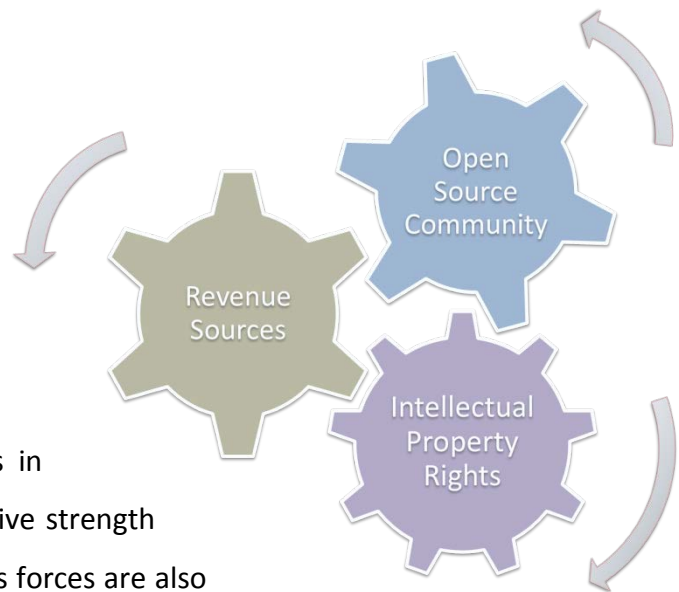 Open
Source
Community
Revenue
Sources
Intellectual
Property
Rights
s in
ive strength
s forces are also